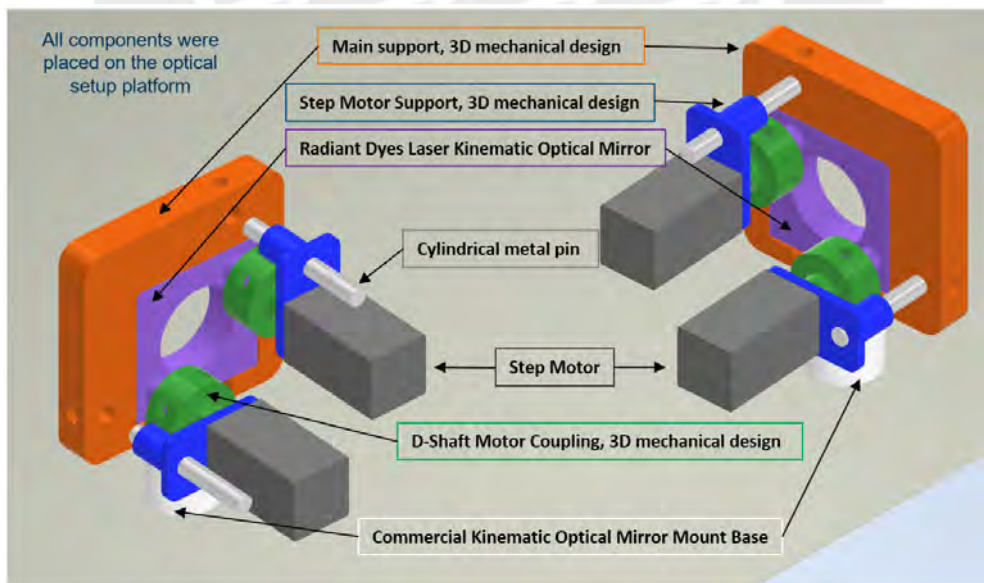 All components were
placed on the optical
setup platform
Main support, 3D mechanical design
Step Motor Support, 3D mechanical design
Radiant Dyes Laser Kinematic Optical Mirror
Cylindrical metal pin
Step Motor
D-Shaft Motor Coupling, 3D mechanical design
Commercial Kinematic Optical Mirror Mount Base